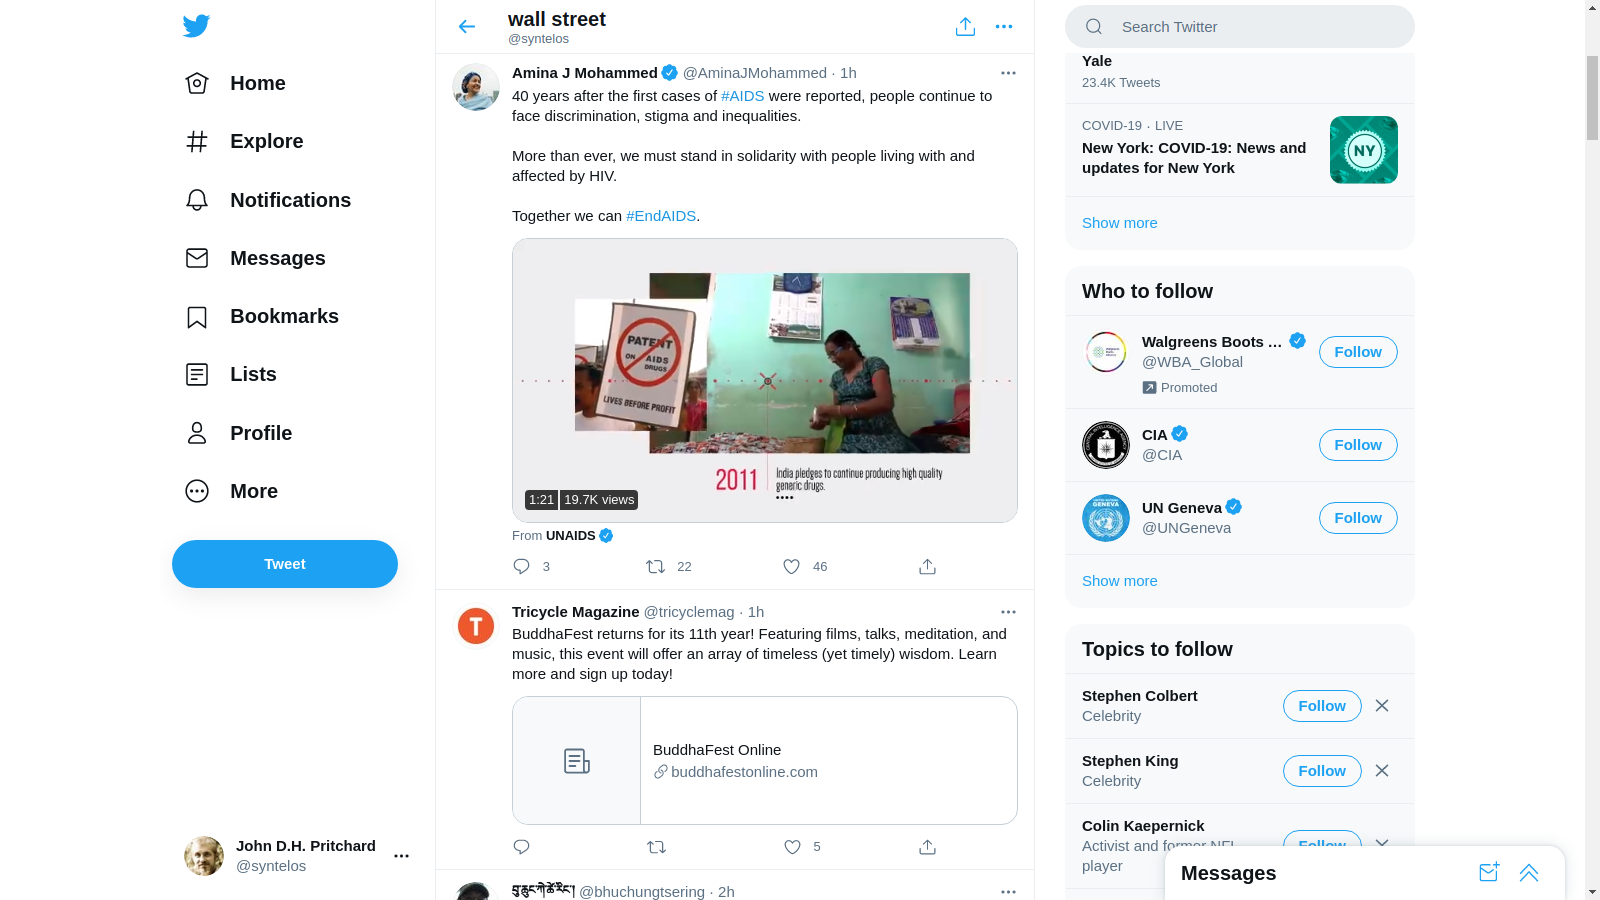 Home
Explore
Notifications
Messages
Bookmarks
Lists
Profile
More
Tweet
John D.H. Pritchard
@syntelos
wall street
@syntelos
Amina J Mohammed @AminaJMohammed · 1h
40 years after the first cases of #AIDS were reported, people continue to
face discrimination, stigma and inequalities.
More than ever, we must stand in solidarity with people living with and
affected by HIV.
Together we can #EndAIDS.
PATENT
ON AIDS
DRUGS
LIVES BEFORE PROFIT
2011
India pledges to continue producing high quality
generic drugs.
1:21 19.7K views
From UNAIDS
3 22 46
Tricycle Magazine @tricyclemag · 1h
BuddhaFest returns for its 11th year! Featuring films, talks, meditation, and
music, this event will offer an array of timeless (yet timely) wisdom. Learn
more and sign up today!
T
BuddhaFest Online
buddhafestonline.com
5
@bhuchungtsering · 2h
Search Twitter
Yale
23.4K Tweets
COVID-19 · LIVE
New York: COVID-19: News and
updates for New York
NY
Show more
Who to follow
Walgreens Boots ...
@WBA_Global
Promoted
Follow
CIA
@CIA
Follow
UN Geneva
@UNGeneva
Follow
GENEVA
Show more
Topics to follow
Stephen Colbert
Celebrity
Follow
Stephen King
Celebrity
Follow
Colin Kaepernick
Activist and former NFL
player
Follow
Messages